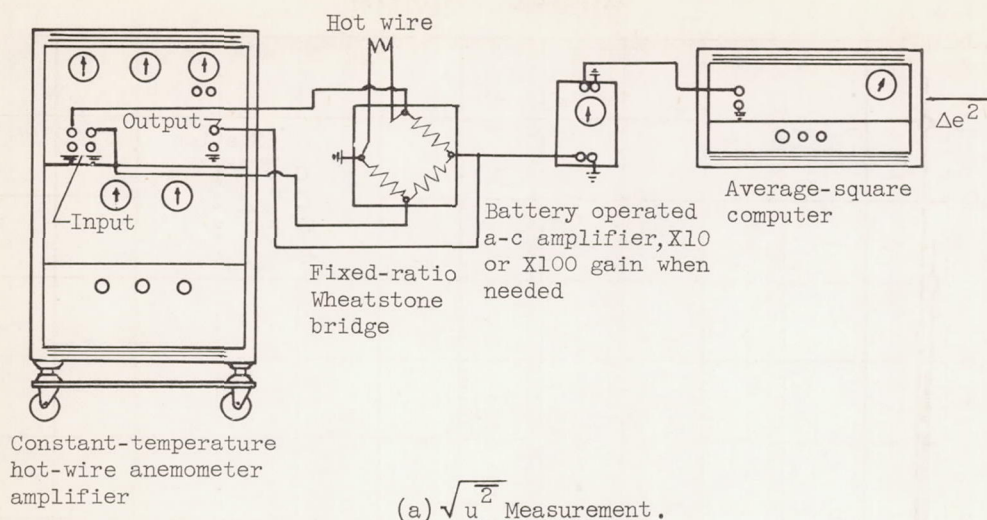 Hot wire
Output
Input
Δe²
Average-square
computer
Battery operated
a-c amplifier, X10
or X100 gain when
needed
Fixed-ratio
Wheatstone
bridge
Constant-temperature
hot-wire anemometer
amplifier
(a) √u̅² Measurement.